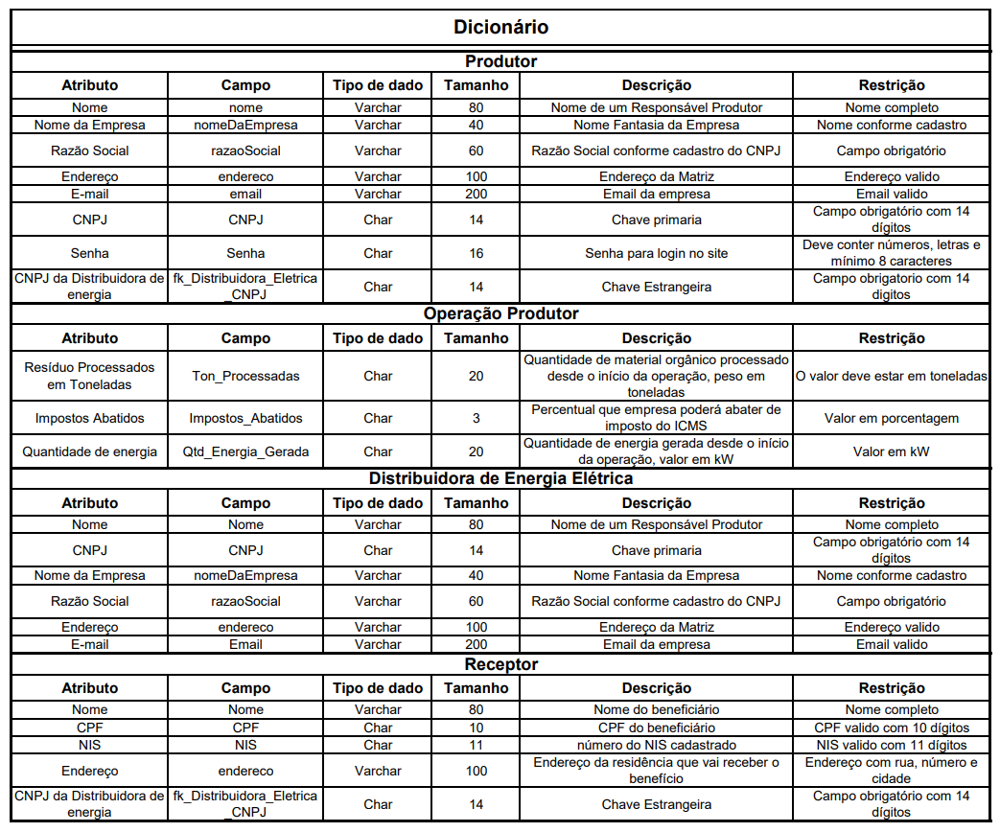 Dicionário
Produtor
Atributo Campo Tipo de dado Tamanho Descrição Restrição
Nome nome Varchar 80 Nome de um Responsável Produtor Nome completo
Nome da Empresa nomeDaEmpresa Varchar 40 Nome Fantasia da Empresa Nome conforme cadastro
Razão Social razaoSocial Varchar 60 Razão Social conforme cadastro do CNPJ Campo obrigatório
Endereço endereco Varchar 100 Endereço da Matriz Endereço valido
E-mail email Varchar 200 Email da empresa Email valido
CNPJ CNPJ Char 14 Chave primaria Campo obrigatório com 14
dígitos
Senha Senha Char 16 Senha para login no site Deve conter números, letras e
mínimo 8 caracteres
CNPJ da Distribuidora de
energia fk_Distribuidora_Eletrica
_CNPJ Char 14 Chave Estrangeira Campo obrigatorio com 14
digitos
Operação Produtor
Atributo Campo Tipo de dado Tamanho Descrição Restrição
Resíduo Processados
em Toneladas Ton_Processadas Char 20 Quantidade de material orgânico processado
desde o início da operação, peso em
toneladas O valor deve estar em toneladas
Impostos Abatidos Impostos_Abatidos Char 3 Percentual que empresa poderá abater de
imposto do ICMS Valor em porcentagem
Quantidade de energia Qtd_Energia_Gerada Char 20 Quantidade de energia gerada desde o início
da operação, valor em kW Valor em kW
Distribuidora de Energia Elétrica
Atributo Campo Tipo de dado Tamanho Descrição Restrição
Nome Nome Varchar 80 Nome de um Responsável Produtor Nome completo
CNPJ CNPJ Char 14 Chave primaria Campo obrigatório com 14
dígitos
Nome da Empresa nomeDaEmpresa Varchar 40 Nome Fantasia da Empresa Nome conforme cadastro
Razão Social razaoSocial Varchar 60 Razão Social conforme cadastro do CNPJ Campo obrigatório
Endereço endereco Varchar 100 Endereço da Matriz Endereço valido
E-mail Email Varchar 200 Email da empresa Email valido
Receptor
Atributo Campo Tipo de dado Tamanho Descrição Restrição
Nome Nome Varchar 80 Nome do beneficiário Nome completo
CPF CPF Char 10 CPF do beneficiário CPF valido com 10 dígitos
NIS NIS Char 11 número do NIS cadastrado NIS valido com 11 dígitos
Endereço endereco Varchar 100 Endereço da residência que vai receber o
benefício Endereço com rua, número e
cidade
CNPJ da Distribuidora de
energia fk_Distribuidora_Eletrica
_CNPJ Char 14 Chave Estrangeira Campo obrigatório com 14
dígitos